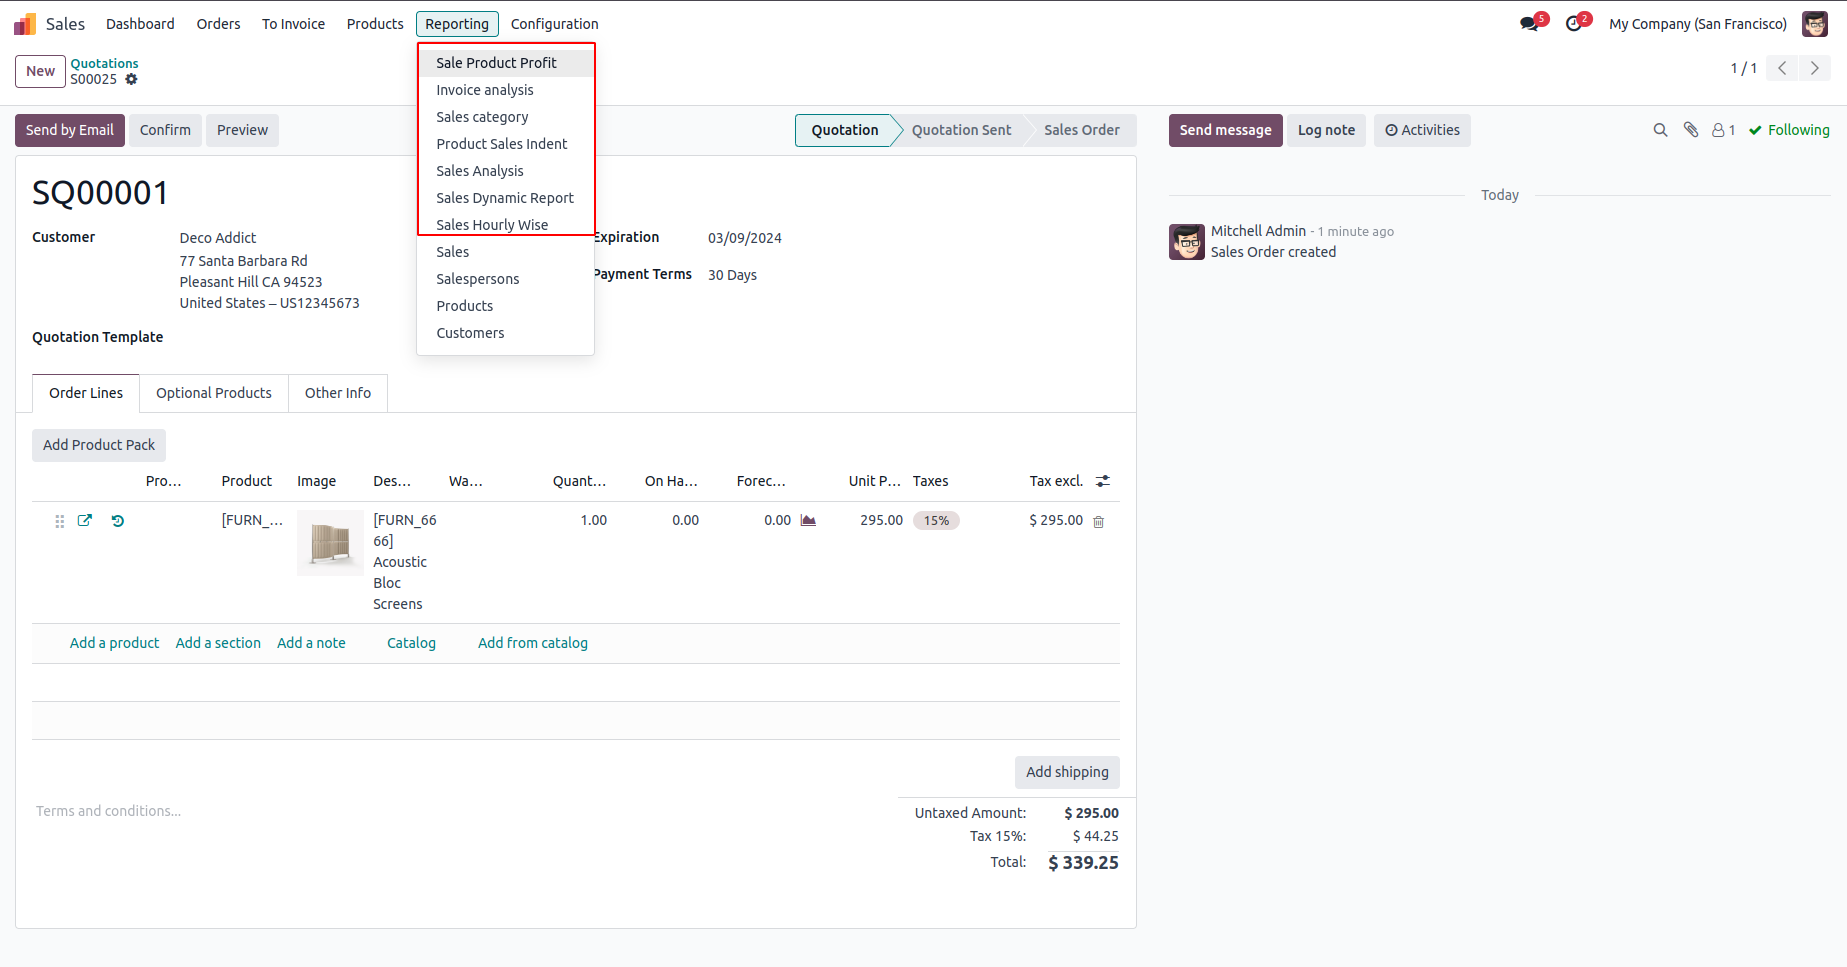 Sales Dashboard Orders To Invoice Products Reporting Configuration 5 2 My Company (San Francisco)
New Quotations
S00025
1 / 1
Sale Product Profit
Invoice analysis
Sales category
Product Sales Indent
Sales Analysis
Sales Dynamic Report
Sales Hourly Wise
Sales
Salespersons
Products
Customers
Send by Email Confirm Preview Quotation Quotation Sent Sales Order Send message Log note Activities 1 Following
SQ00001
Customer Deco Addict
77 Santa Barbara Rd
Pleasant Hill CA 94523
United States – US12345673
Expiration 03/09/2024
Payment Terms 30 Days
Quotation Template
Today
Mitchell Admin - 1 minute ago
Sales Order created
Order Lines Optional Products Other Info
Add Product Pack
Pro... Product Image Des... Wa... Quant... On Ha... Forec... Unit P... Taxes Tax excl.
[FURN_... [FURN_66 1.00 0.00 0.00 295.00 15% $ 295.00
66]
Acoustic
Bloc
Screens
Add a product Add a section Add a note Catalog Add from catalog
Add shipping
Terms and conditions...
Untaxed Amount: $ 295.00
Tax 15%: $ 44.25
Total: $ 339.25